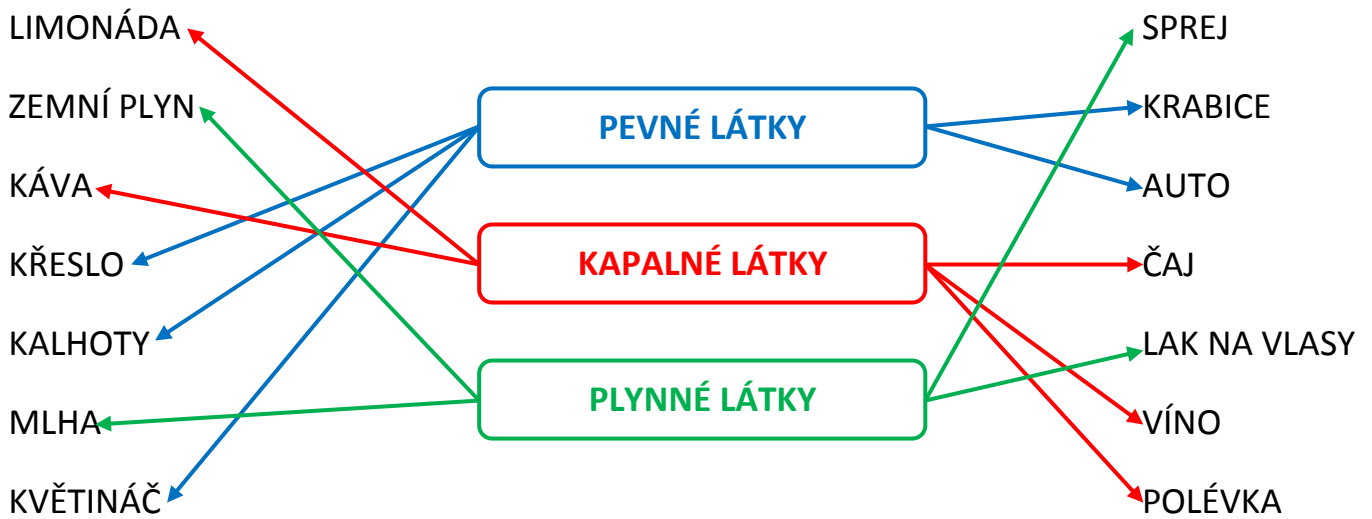 LIMONÁDA
ZEMNÍ PLYN
KÁVA
KŘESLO
KALHOTY
MLHA
KVĚTINÁČ
PEVNÉ LÁTKY
KAPALNÉ LÁTKY
PLYNNÉ LÁTKY
SPREJ
KRABICE
AUTO
ČAJ
LAK NA VLASY
VÍNO
POLÉVKA